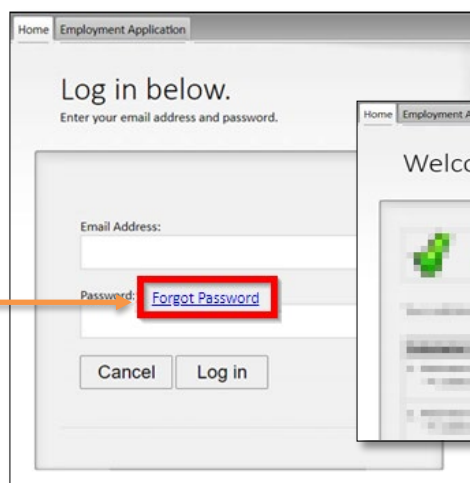 Home Employment Application
Log in below.
Enter your email address and password.
Email Address:
Password: Forgot Password
Cancel Log in
Home Employment